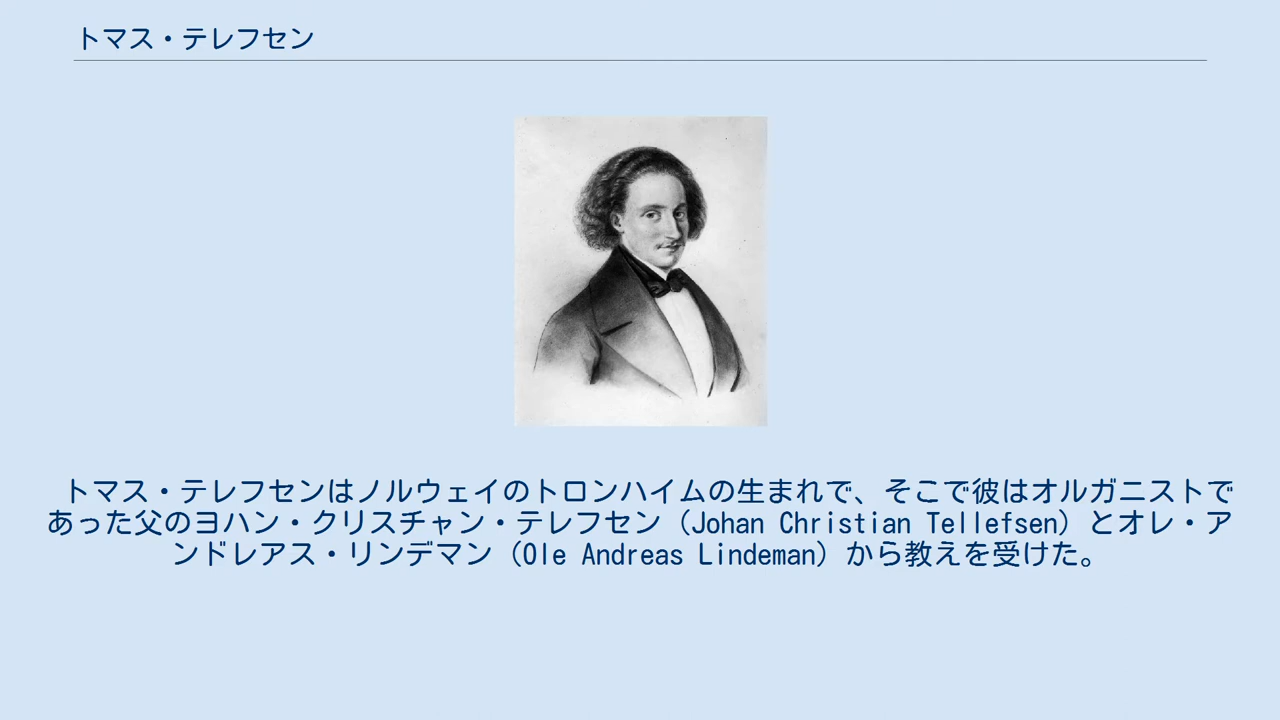 トマス・テレフセン
トマス・テレフセンはノルウェイのトロンハイムの生まれで、そこで彼はオルガニストで
あった父のヨハン・クリスチャン・テレフセン（Johan Christian Tellefsen）とオレ・ア
ンドレアス・リンデマン（Ole Andreas Lindeman）から教えを受けた。